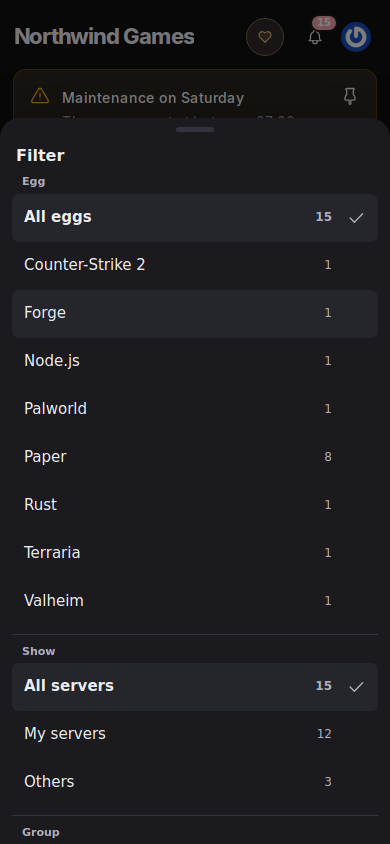 Northwind Games
15
Maintenance on Saturday
Filter
Egg
All eggs 15
Counter-Strike 2 1
Forge 1
Node.js 1
Palworld 1
Paper 8
Rust 1
Terraria 1
Valheim 1
Show
All servers 15
My servers 12
Others 3
Group